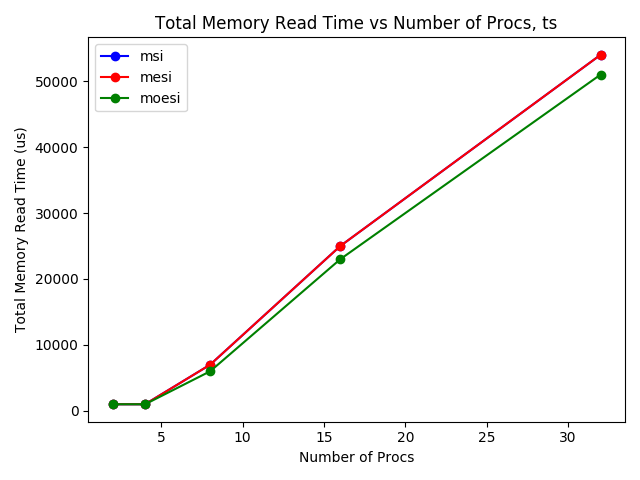 Total Memory Read Time vs Number of Procs, ts
msi
mesi
moesi
Total Memory Read Time (us)
50000
40000
30000
20000
10000
0
5
10
15
20
25
30
Number of Procs